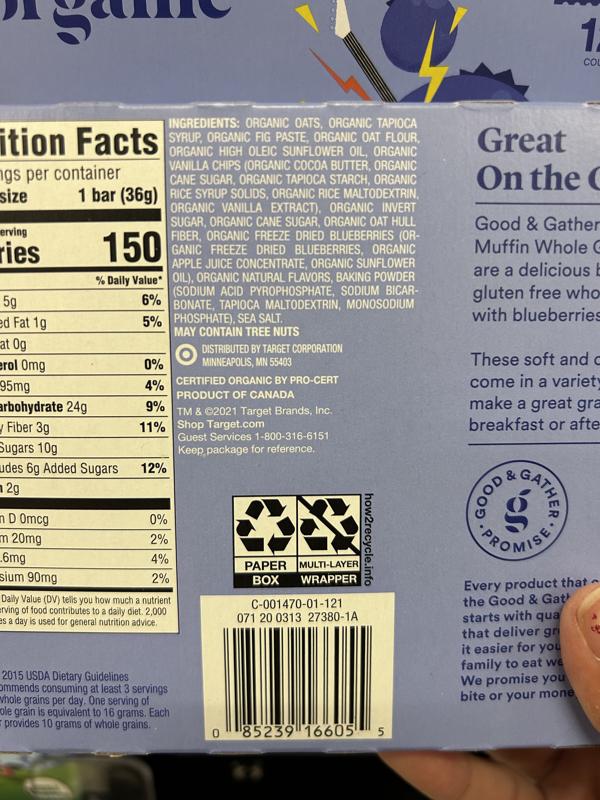 organic
12
ition Facts
ngs per container
size 1 bar (36g)
serving
ries 150
% Daily Value*
5g 6%
ed Fat 1g 5%
at 0g
erol 0mg 0%
95mg 4%
arbohydrate 24g 9%
y Fiber 3g 11%
Sugars 10g
udes 6g Added Sugars 12%
n 2g
n D 0mcg 0%
m 20mg 2%
.6mg 4%
sium 90mg 2%
Daily Value (DV) tells you how much a nutrient
erving of food contributes to a daily diet. 2,000
es a day is used for general nutrition advice.
2015 USDA Dietary Guidelines
ommends consuming at least 3 servings
whole grains per day. One serving of
ole grain is equivalent to 16 grams. Each
r provides 10 grams of whole grains.
INGREDIENTS: ORGANIC OATS, ORGANIC TAPIOCA
SYRUP, ORGANIC FIG PASTE, ORGANIC OAT FLOUR,
ORGANIC HIGH OLEIC SUNFLOWER OIL, ORGANIC
VANILLA CHIPS (ORGANIC COCOA BUTTER, ORGANIC
CANE SUGAR, ORGANIC TAPIOCA STARCH, ORGANIC
RICE SYRUP SOLIDS, ORGANIC RICE MALTODEXTRIN,
ORGANIC VANILLA EXTRACT), ORGANIC INVERT
SUGAR, ORGANIC CANE SUGAR, ORGANIC OAT HULL
FIBER, ORGANIC FREEZE DRIED BLUEBERRIES (OR-
GANIC FREEZE DRIED BLUEBERRIES, ORGANIC
APPLE JUICE CONCENTRATE, ORGANIC SUNFLOWER
OIL), ORGANIC NATURAL FLAVORS, BAKING POWDER
(SODIUM ACID PYROPHOSPHATE, SODIUM BICAR-
BONATE, TAPIOCA MALTODEXTRIN, MONOSODIUM
PHOSPHATE), SEA SALT.
MAY CONTAIN TREE NUTS
DISTRIBUTED BY TARGET CORPORATION
MINNEAPOLIS, MN 55403
CERTIFIED ORGANIC BY PRO-CERT
PRODUCT OF CANADA
TM & ©2021 Target Brands, Inc.
Shop Target.com
Guest Services 1-800-316-6151
Keep package for reference.
PAPER
BOX
MULTI-LAYER
WRAPPER
how2recycle.info
C-001470-01-121
071 20 0313 27380-1A
0 85239 16605 5
Great
On the G
Good & Gather
Muffin Whole G
are a delicious b
gluten free who
with blueberries
These soft and c
come in a variety
make a great gra
breakfast or afte
GOOD & GATHER
g
PROMISE
Every product that c
the Good & Gath
starts with qua
that deliver gr
it easier for you
family to eat we
We promise you
bite or your mone